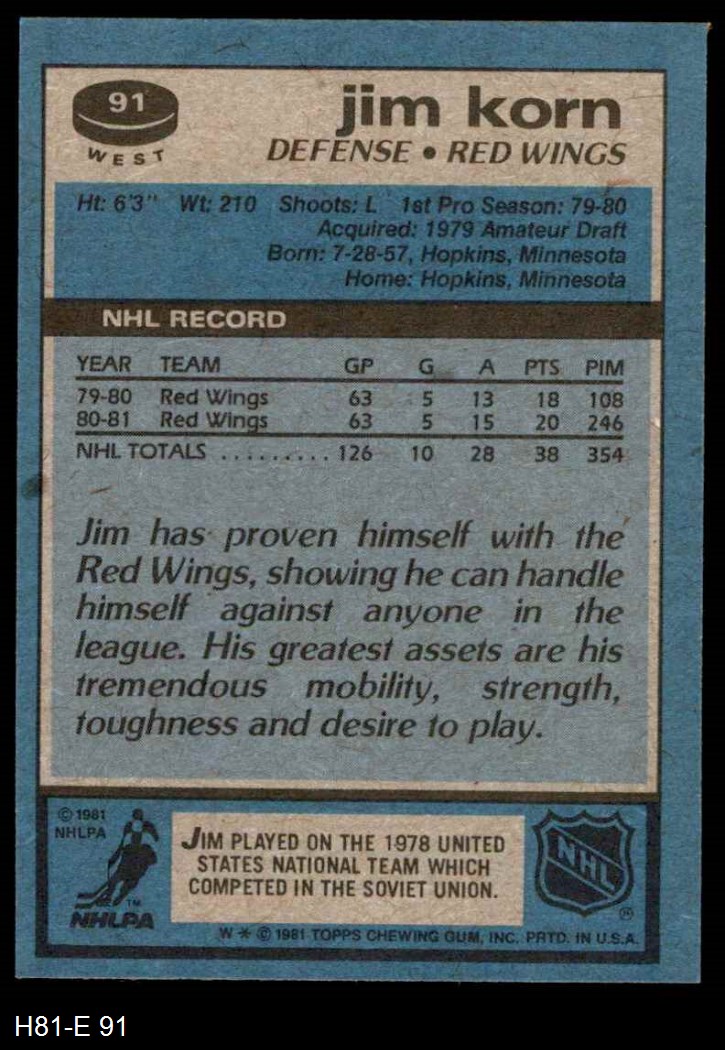 91
WEST
jim korn
DEFENSE • RED WINGS
Ht: 6'3" Wt: 210 Shoots: L 1st Pro Season: 79-80
Acquired: 1979 Amateur Draft
Born: 7-28-57, Hopkins, Minnesota
Home: Hopkins, Minnesota
NHL RECORD
YEAR TEAM GP G A PTS PIM
79-80 Red Wings 63 5 13 18 108
80-81 Red Wings 63 5 15 20 246
NHL TOTALS .......... 126 10 28 38 354
Jim has proven himself with the
Red Wings, showing he can handle
himself against anyone in the
league. His greatest assets are his
tremendous mobility, strength,
toughness and desire to play.
© 1981
NHLPA
TM
NHLPA
JIM PLAYED ON THE 1978 UNITED
STATES NATIONAL TEAM WHICH
COMPETED IN THE SOVIET UNION.
NHL
®
W * © 1981 TOPPS CHEWING GUM, INC. PRTD. IN U.S.A.
H81-E 91